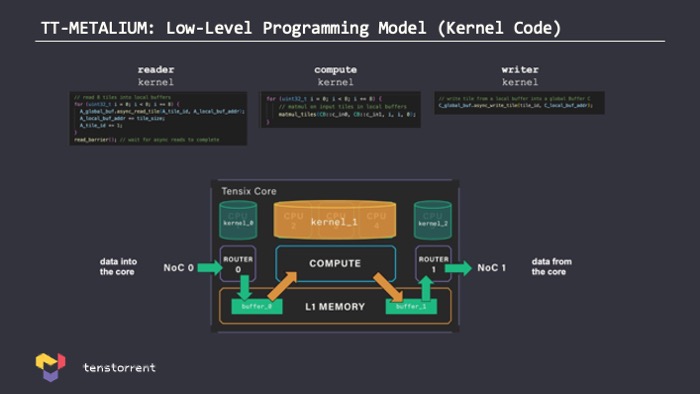 TT-METALIUM: Low-Level Programming Model (Kernel Code)
reader
kernel
compute
kernel
writer
kernel
// read 8 tiles into local buffers
for (uint32_t i = 0; i < 8; i += 8) {
A_global_buf.async_read_tile(A_tile_id, A_local_buf_addr);
A_local_buf_addr += tile_size;
A_tile_id += 1;
}
read_barrier(); // wait for async reads to complete
for (uint32_t i = 0; i < 8; i += 8) {
// matmul on input tiles in local buffers
matmul_tiles(CB::c_in0, CB::c_in1, i, i, 0);
}
// write tile from a local buffer into a global Buffer C
C_global_buf.async_write_tile(tile_id, C_local_buf_addr);
Tensix Core
CPU
kernel_0
CPU
2
CPU
kernel_1
CPU
4
CPU
kernel_2
data into
the core
NoC 0
ROUTER
0
COMPUTE
ROUTER
1
NoC 1
data from
the core
buffer_0
L1 MEMORY
buffer_1
tenstorrent